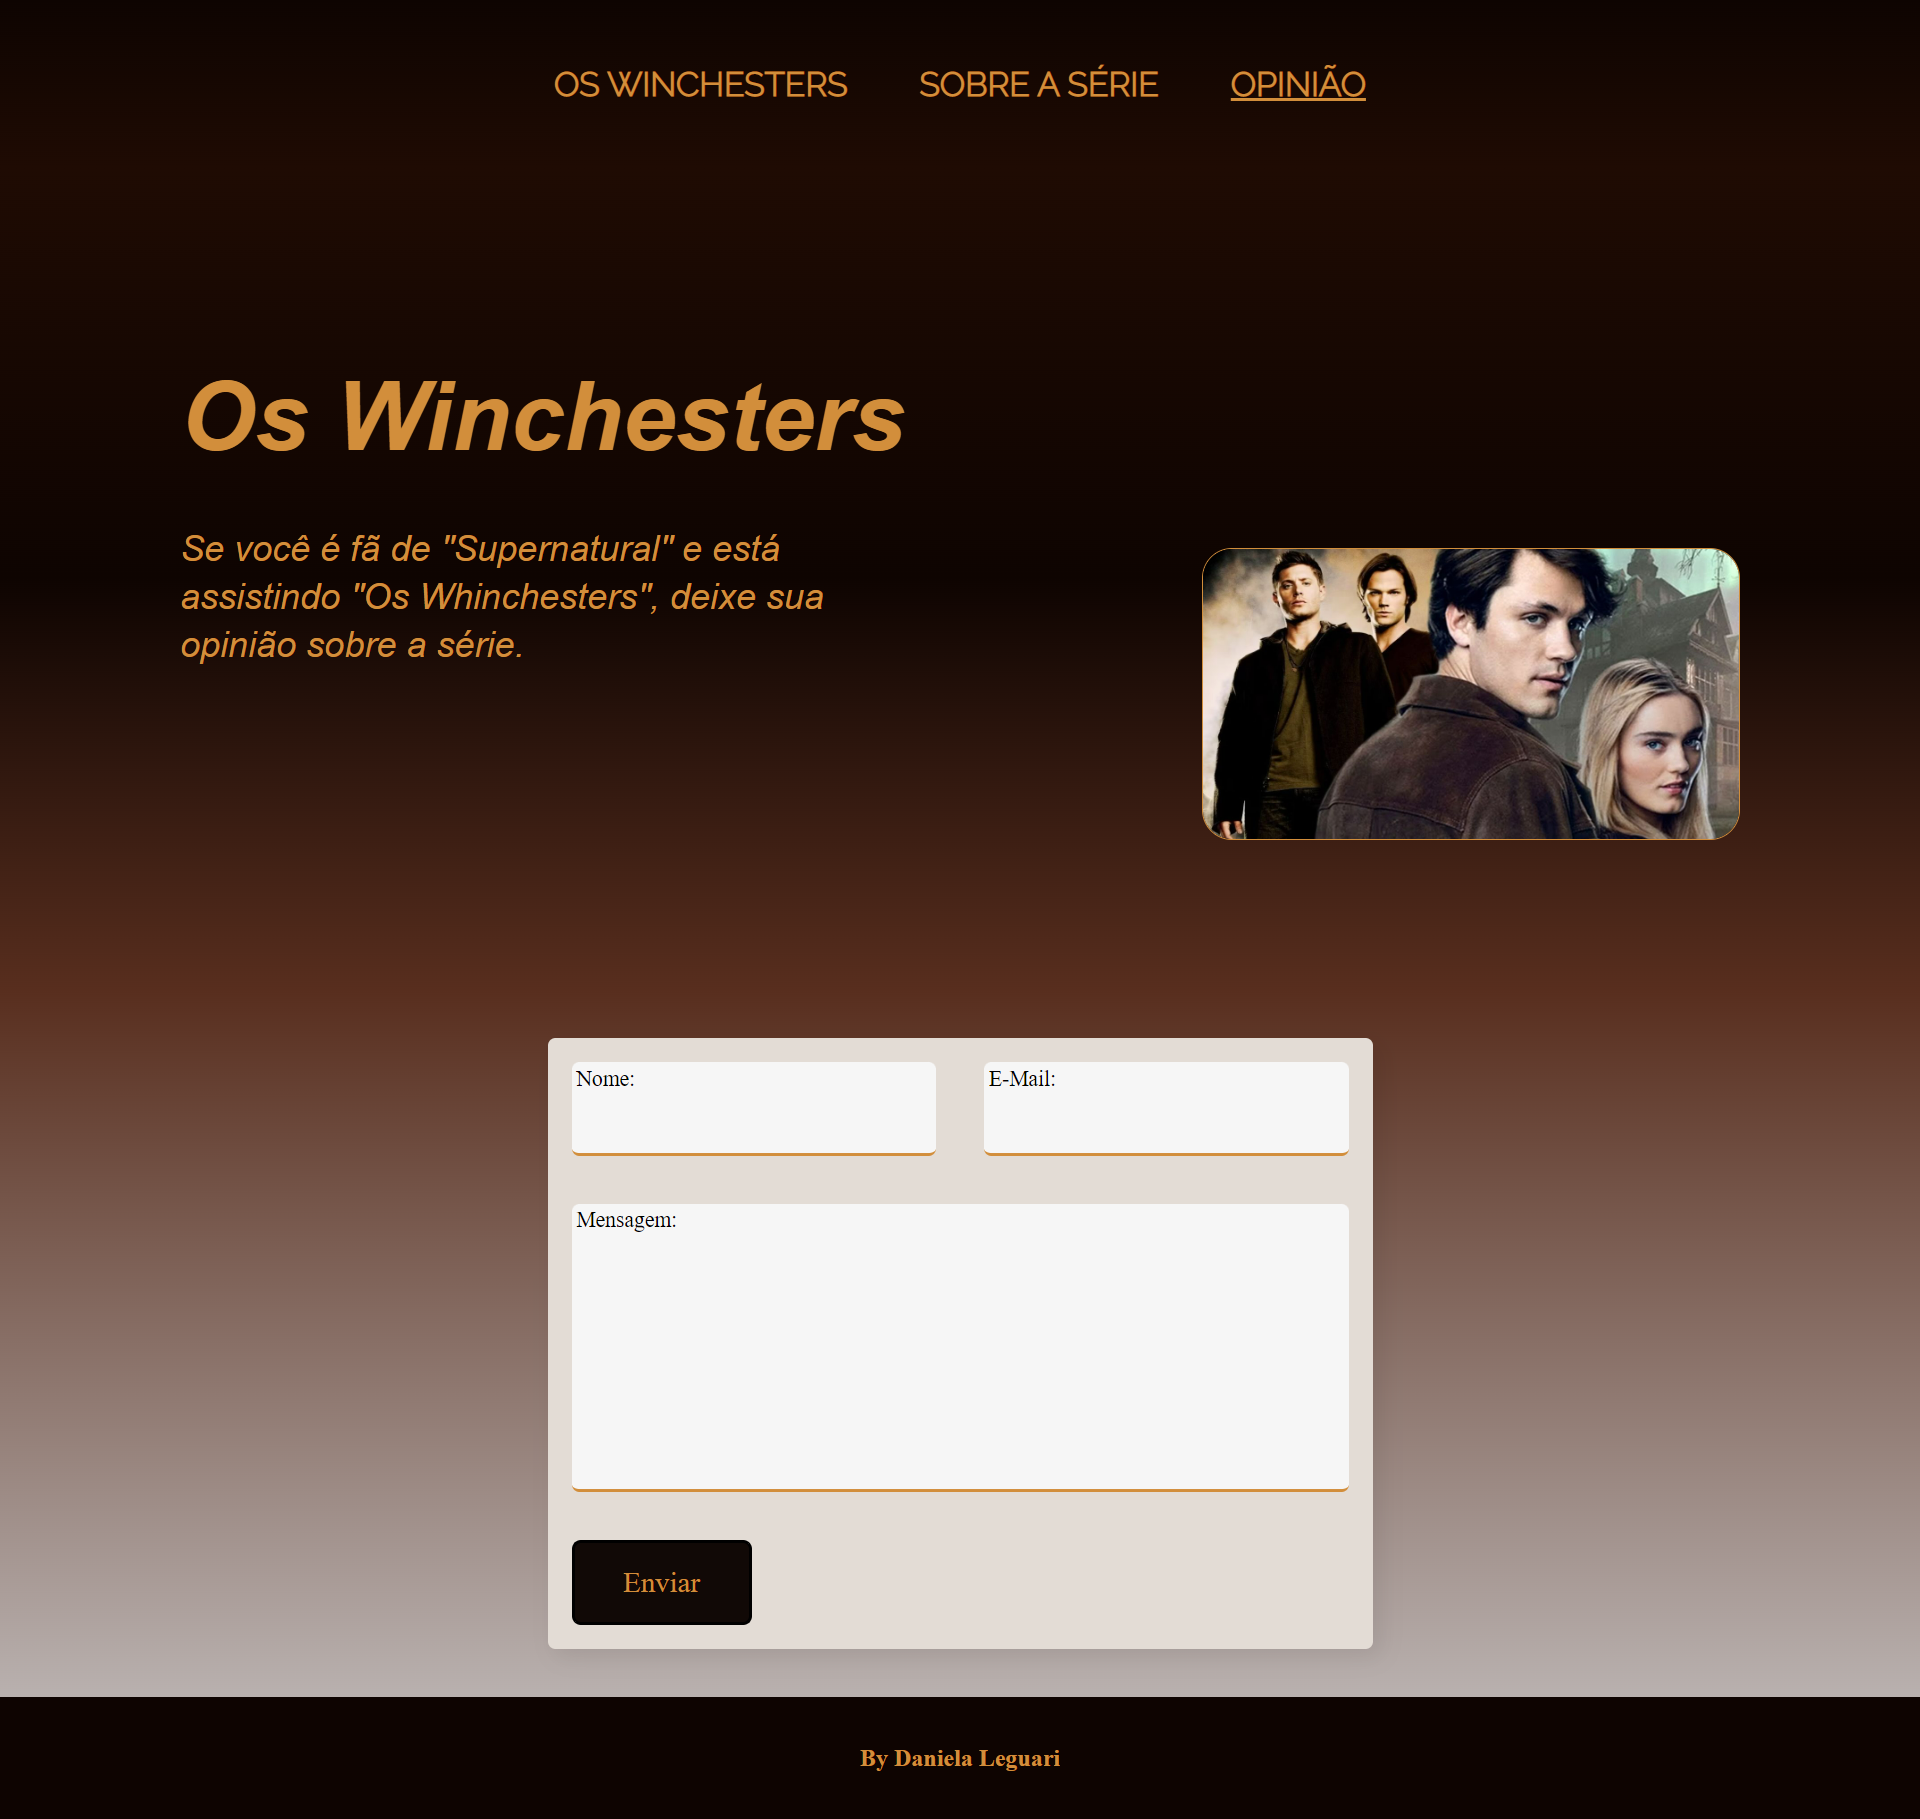 OS WINCHESTERS SOBRE A SÉRIE OPINIÃO
Os Winchesters
Se você é fã de "Supernatural" e está
assistindo "Os Whinchesters", deixe sua
opinião sobre a série.
Nome: E-Mail:
Mensagem:
Enviar
By Daniela Leguari